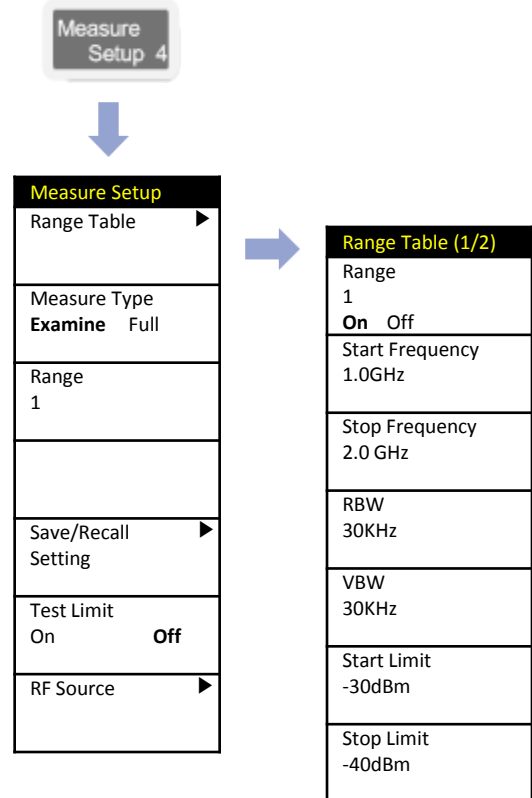 Measure
Setup 4
Measure Setup
Range Table ▶
Measure Type
Examine Full
Range
1
Save/Recall ▶
Setting
Test Limit
On Off
RF Source ▶
Range Table (1/2)
Range
1
On Off
Start Frequency
1.0GHz
Stop Frequency
2.0 GHz
RBW
30KHz
VBW
30KHz
Start Limit
-30dBm
Stop Limit
-40dBm